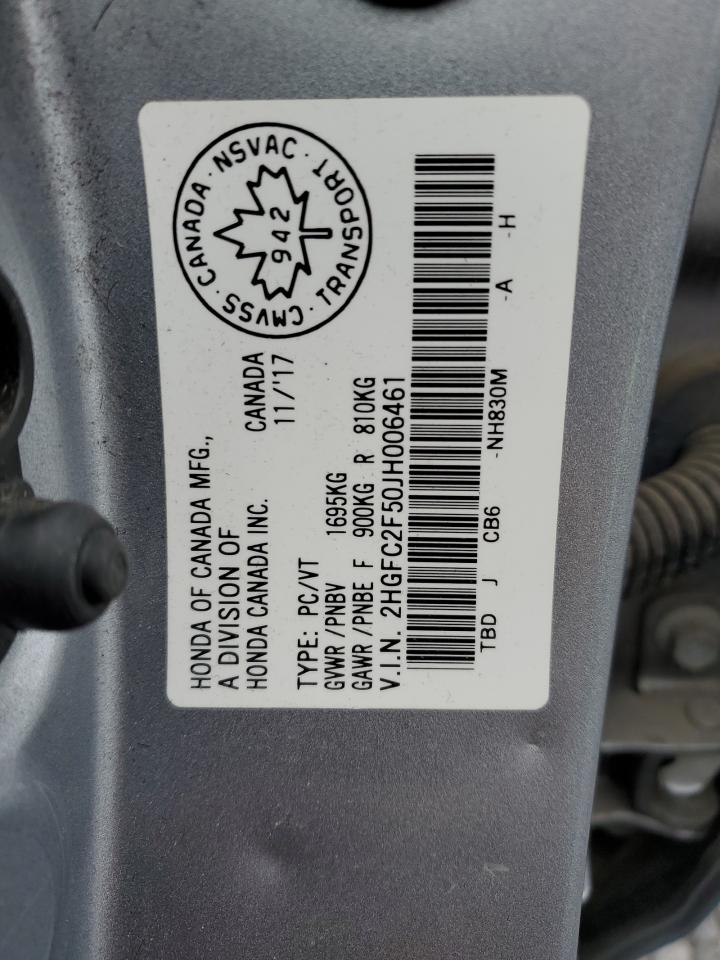 HONDA OF CANADA MFG.,
A DIVISION OF
HONDA CANADA INC.
CANADA
11/'17
CMVSS · CANADA · NSVAC · TRANSPORT ·
942
TYPE: PC/VT
GVWR /PNBV 1695KG
GAWR /PNBE F 900KG R 810KG
V.I.N. 2HGFC2F50JH006461
TBD J CB6 -NH830M -A -H